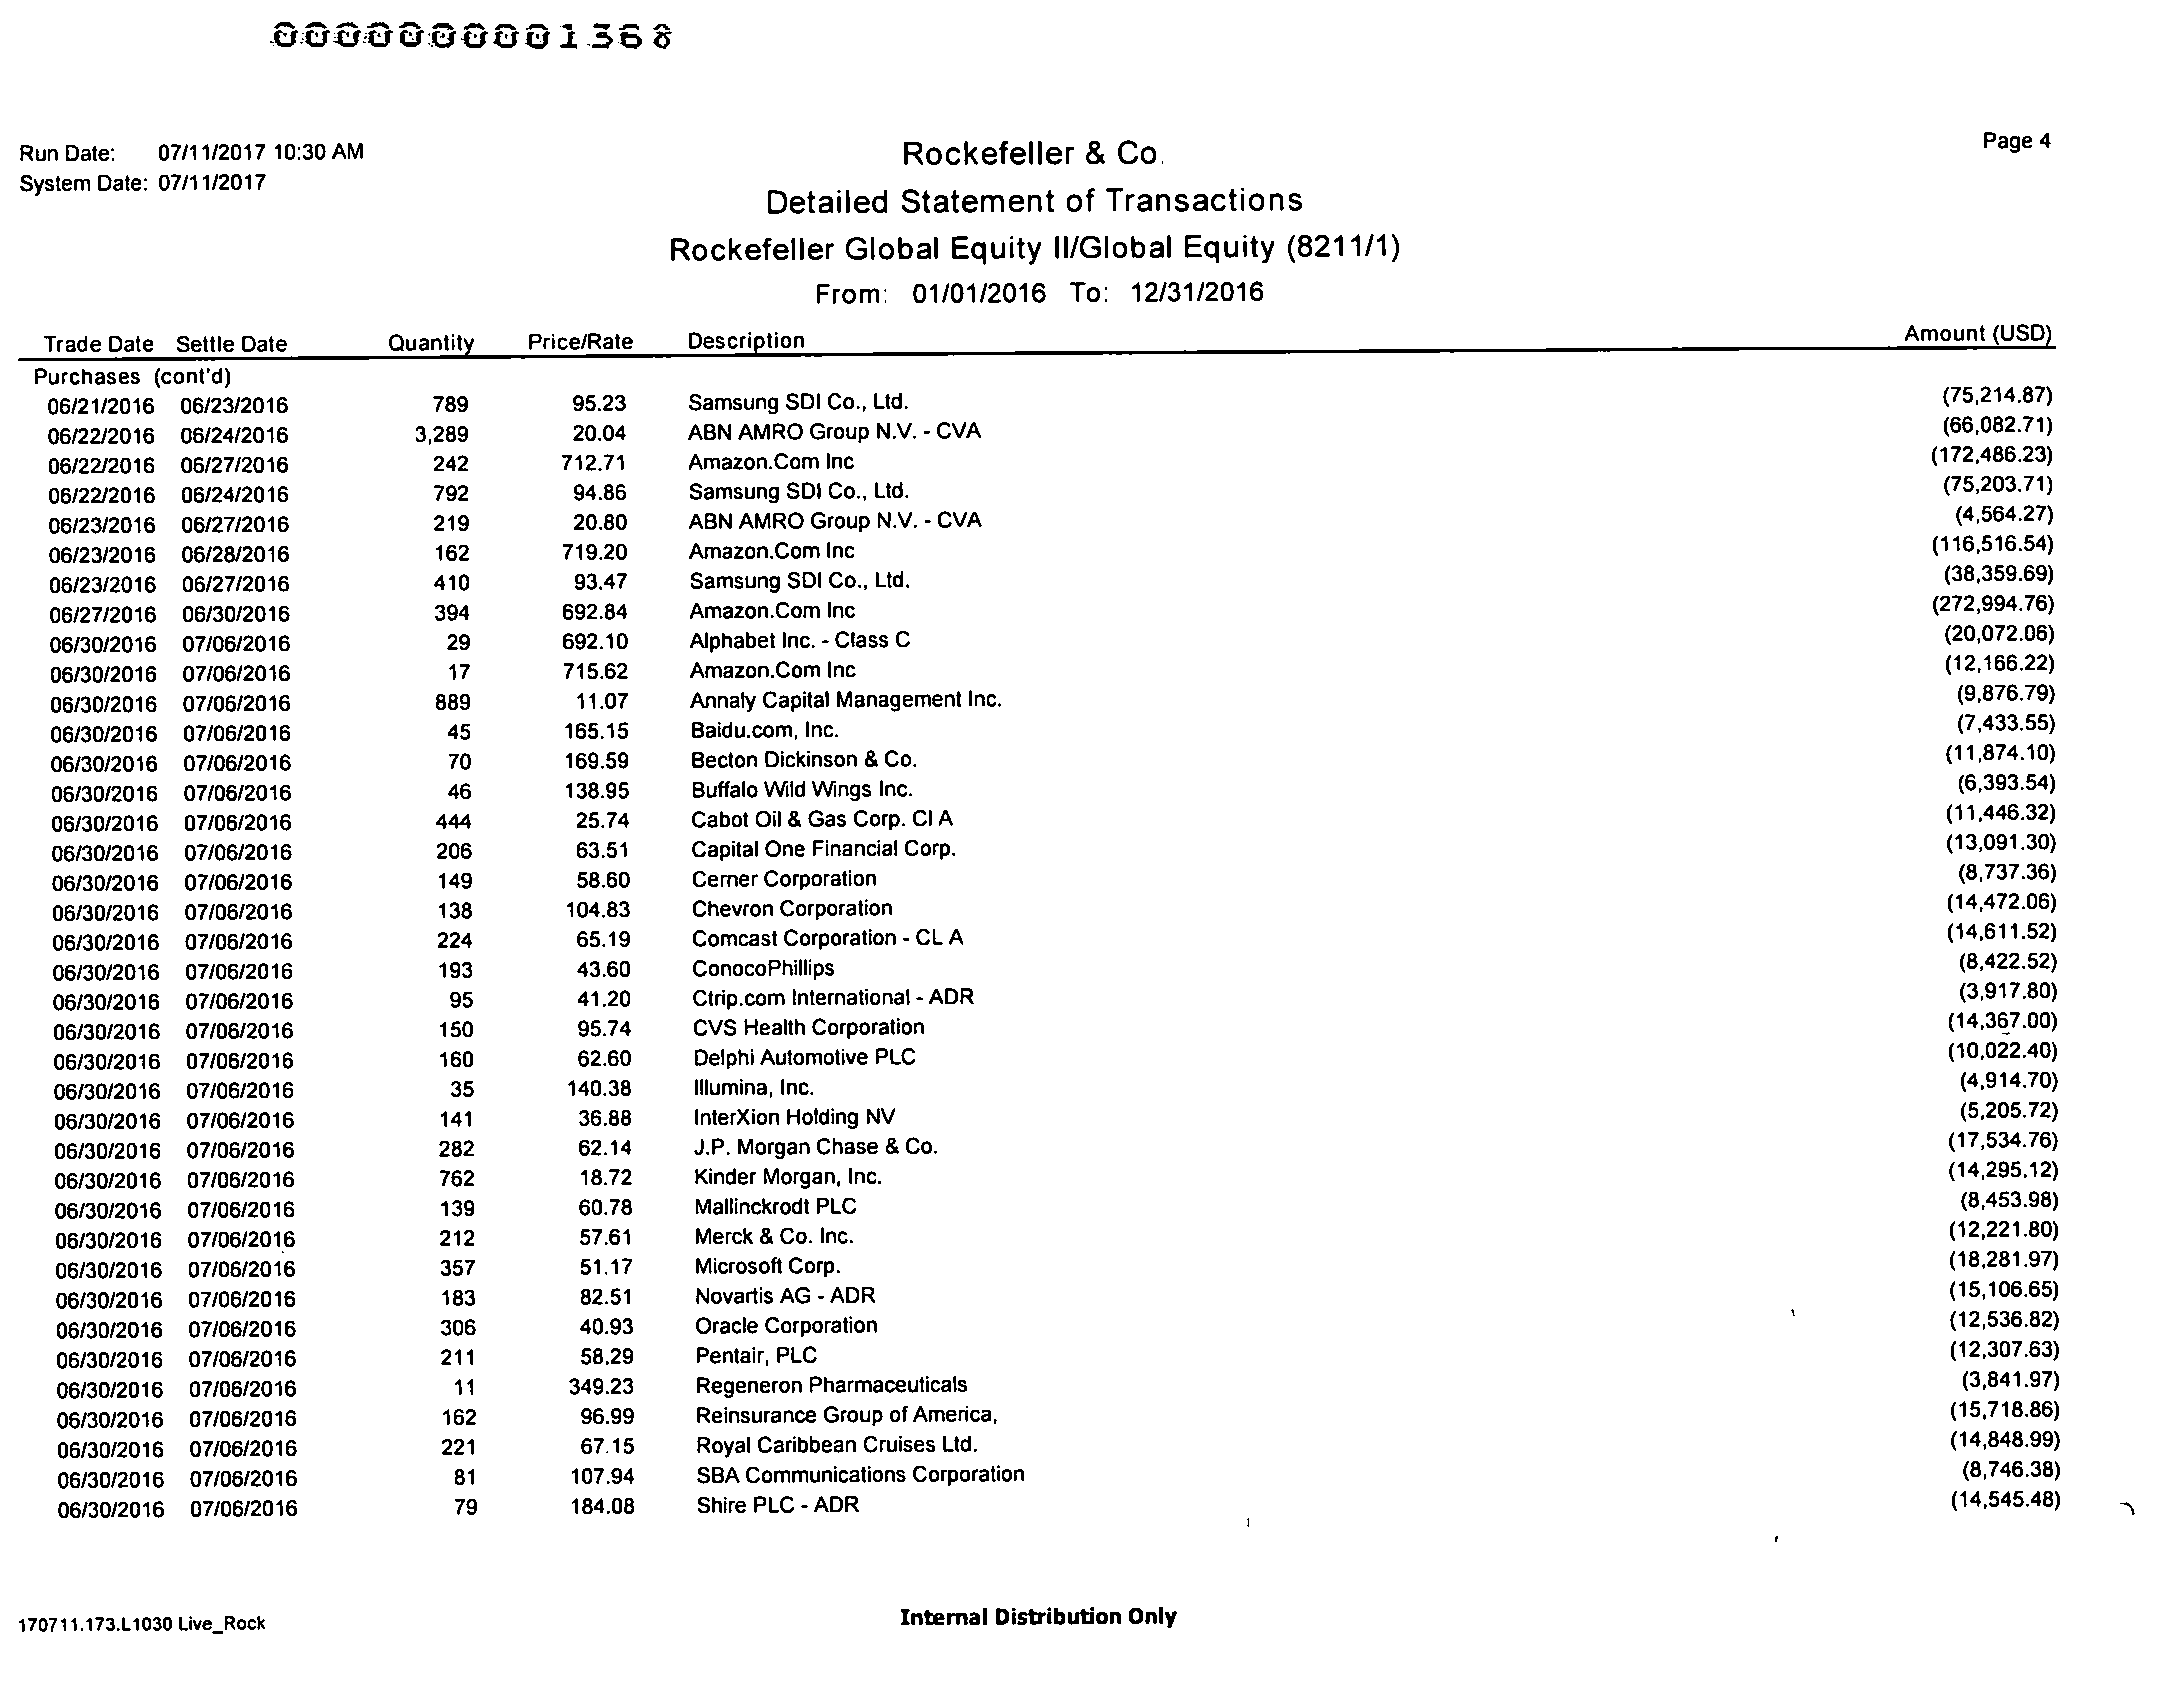 0000000001368
Run Date: 07/11/2017 10:30 AM
Rockefeller & Co.
Page 4
System Date: 07/11/2017
Detailed Statement of Transactions
Rockefeller Global Equity II/Global Equity (8211/1)
From: 01/01/2016 To: 12/31/2016
Trade Date Settle Date Quantity Price/Rate Description Amount (USD)
Purchases (cont'd)
06/21/2016 06/23/2016 789 95.23 Samsung SDI Co., Ltd. (75,214.87)
06/22/2016 06/24/2016 3,289 20.04 ABN AMRO Group N.V. - CVA (66,082.71)
06/22/2016 06/27/2016 242 712.71 Amazon.Com Inc (172,486.23)
06/22/2016 06/24/2016 792 94.86 Samsung SDI Co., Ltd. (75,203.71)
06/23/2016 06/27/2016 219 20.80 ABN AMRO Group N.V. - CVA (4,564.27)
06/23/2016 06/28/2016 162 719.20 Amazon.Com Inc (116,516.54)
06/23/2016 06/27/2016 410 93.47 Samsung SDI Co., Ltd. (38,359.69)
06/27/2016 06/30/2016 394 692.84 Amazon.Com Inc (272,994.76)
06/30/2016 07/06/2016 29 692.10 Alphabet Inc. - Class C (20,072.06)
06/30/2016 07/06/2016 17 715.62 Amazon.Com Inc (12,166.22)
06/30/2016 07/06/2016 889 11.07 Annaly Capital Management Inc. (9,876.79)
06/30/2016 07/06/2016 45 165.15 Baidu.com, Inc. (7,433.55)
06/30/2016 07/06/2016 70 169.59 Becton Dickinson & Co. (11,874.10)
06/30/2016 07/06/2016 46 138.95 Buffalo Wild Wings Inc. (6,393.54)
06/30/2016 07/06/2016 444 25.74 Cabot Oil & Gas Corp. Cl A (11,446.32)
06/30/2016 07/06/2016 206 63.51 Capital One Financial Corp. (13,091.30)
06/30/2016 07/06/2016 149 58.60 Cerner Corporation (8,737.36)
06/30/2016 07/06/2016 138 104.83 Chevron Corporation (14,472.06)
06/30/2016 07/06/2016 224 65.19 Comcast Corporation - CL A (14,611.52)
06/30/2016 07/06/2016 193 43.60 ConocoPhillips (8,422.52)
06/30/2016 07/06/2016 95 41.20 Ctrip.com International - ADR (3,917.80)
06/30/2016 07/06/2016 150 95.74 CVS Health Corporation (14,367.00)
06/30/2016 07/06/2016 160 62.60 Delphi Automotive PLC (10,022.40)
06/30/2016 07/06/2016 35 140.38 Illumina, Inc. (4,914.70)
06/30/2016 07/06/2016 141 36.88 InterXion Holding NV (5,205.72)
06/30/2016 07/06/2016 282 62.14 J.P. Morgan Chase & Co. (17,534.76)
06/30/2016 07/06/2016 762 18.72 Kinder Morgan, Inc. (14,295.12)
06/30/2016 07/06/2016 139 60.78 Mallinckrodt PLC (8,453.98)
06/30/2016 07/06/2016 212 57.61 Merck & Co. Inc. (12,221.80)
06/30/2016 07/06/2016 357 51.17 Microsoft Corp. (18,281.97)
06/30/2016 07/06/2016 183 82.51 Novartis AG - ADR (15,106.65)
06/30/2016 07/06/2016 306 40.93 Oracle Corporation (12,536.82)
06/30/2016 07/06/2016 211 58.29 Pentair, PLC (12,307.63)
06/30/2016 07/06/2016 11 349.23 Regeneron Pharmaceuticals (3,841.97)
06/30/2016 07/06/2016 162 96.99 Reinsurance Group of America, (15,718.86)
06/30/2016 07/06/2016 221 67.15 Royal Caribbean Cruises Ltd. (14,848.99)
06/30/2016 07/06/2016 81 107.94 SBA Communications Corporation (8,746.38)
06/30/2016 07/06/2016 79 184.08 Shire PLC - ADR (14,545.48)
170711.173.L1030 Live_Rock
Internal Distribution Only